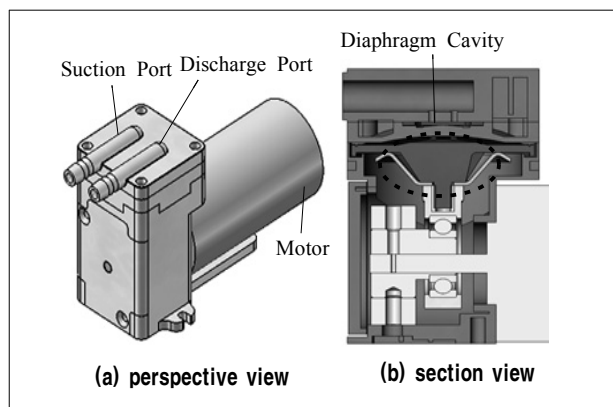 Diaphragm Cavity
Suction Port
Discharge Port
Motor
(a) perspective view
(b) section view